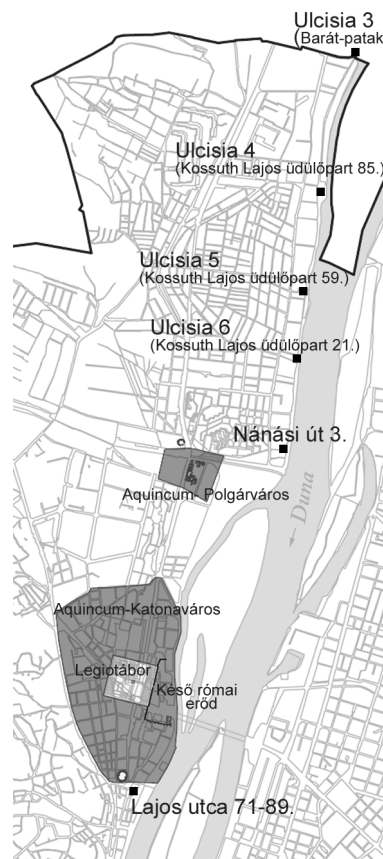 Ulcisia 3
(Barát-patak
Ulcisia 4
(Kossuth Lajos üdülőpart 85.)
Ulcisia 5
(Kossuth Lajos üdülőpart 59.)
Ulcisia 6
(Kossuth Lajos üdülőpart 21.)
Nánási út 3.
Aquincum- Polgárváros
← Duna
Aquincum-Katonaváros
Legiotábor
Késő római
erőd
Lajos utca 71-89.